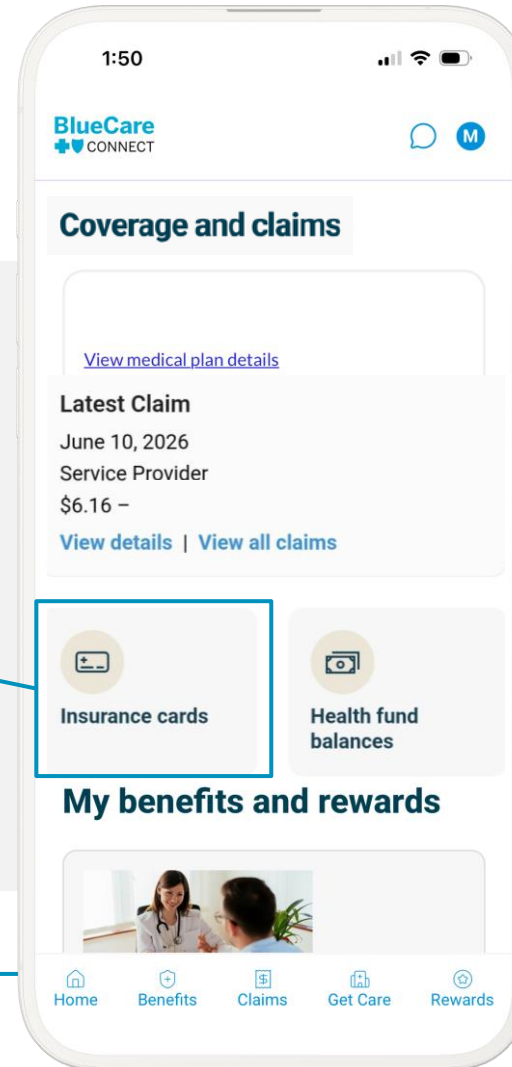 1:50
BlueCare
CONNECT
M
Coverage and claims
View medical plan details
Latest Claim
June 10, 2026
Service Provider
$6.16 –
View details | View all claims
Insurance cards
Health fund
balances
My benefits and rewards
Home Benefits Claims Get Care Rewards